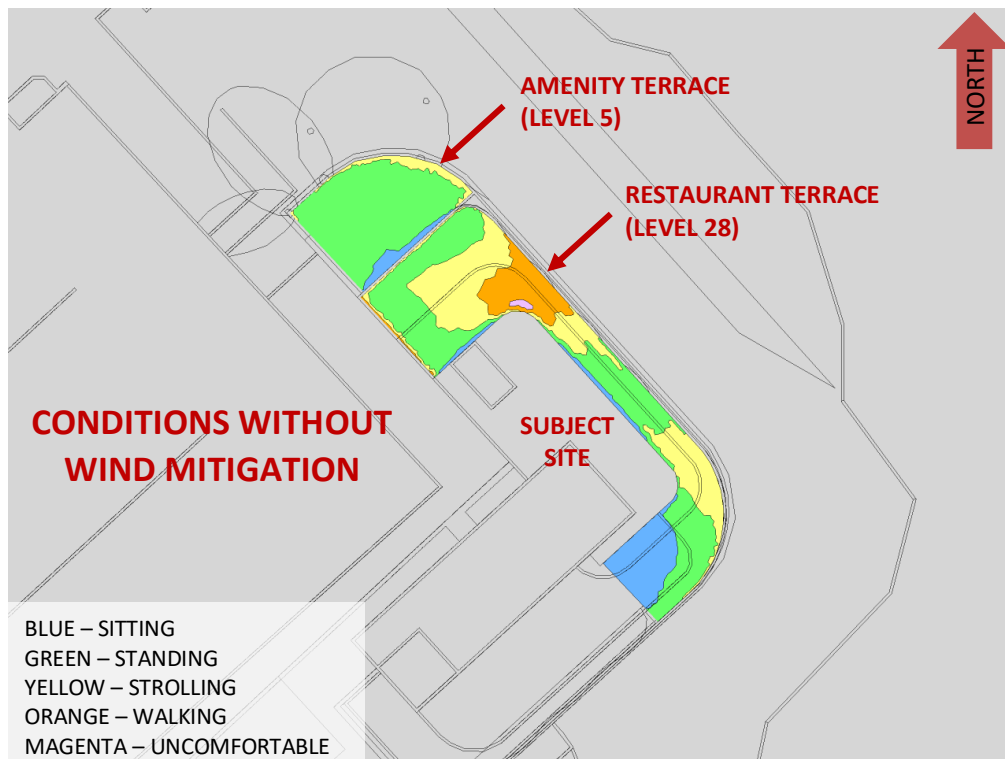 AMENITY TERRACE
(LEVEL 5)
NORTH
RESTAURANT TERRACE
(LEVEL 28)
CONDITIONS WITHOUT
WIND MITIGATION
SUBJECT
SITE
BLUE – SITTING
GREEN – STANDING
YELLOW – STROLLING
ORANGE – WALKING
MAGENTA – UNCOMFORTABLE